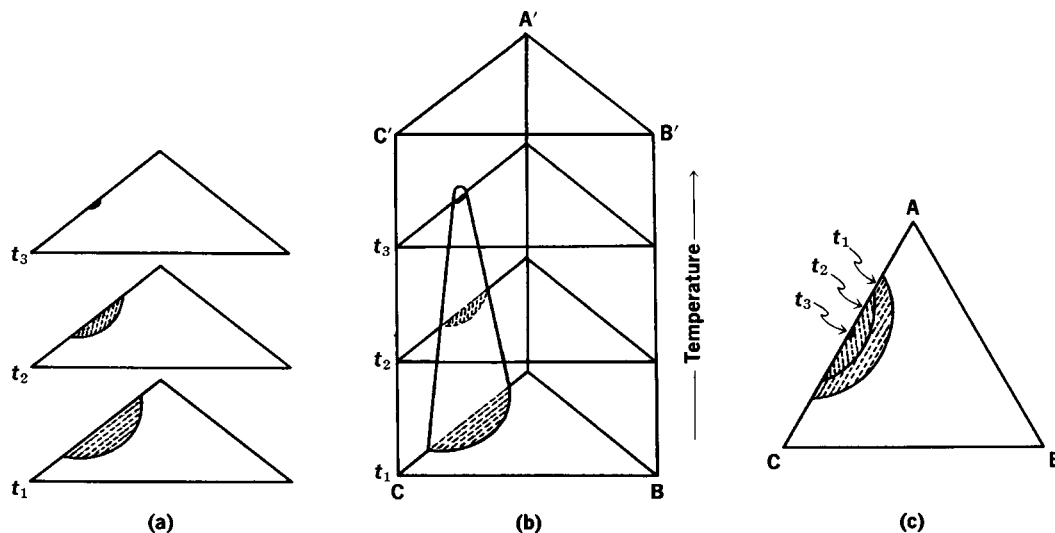 t₃
t₂
t₁
(a)
A′
C′
B′
t₃
t₂
t₁
C
B
Temperature
(b)
A
t₁
t₂
t₃
C
B
(c)